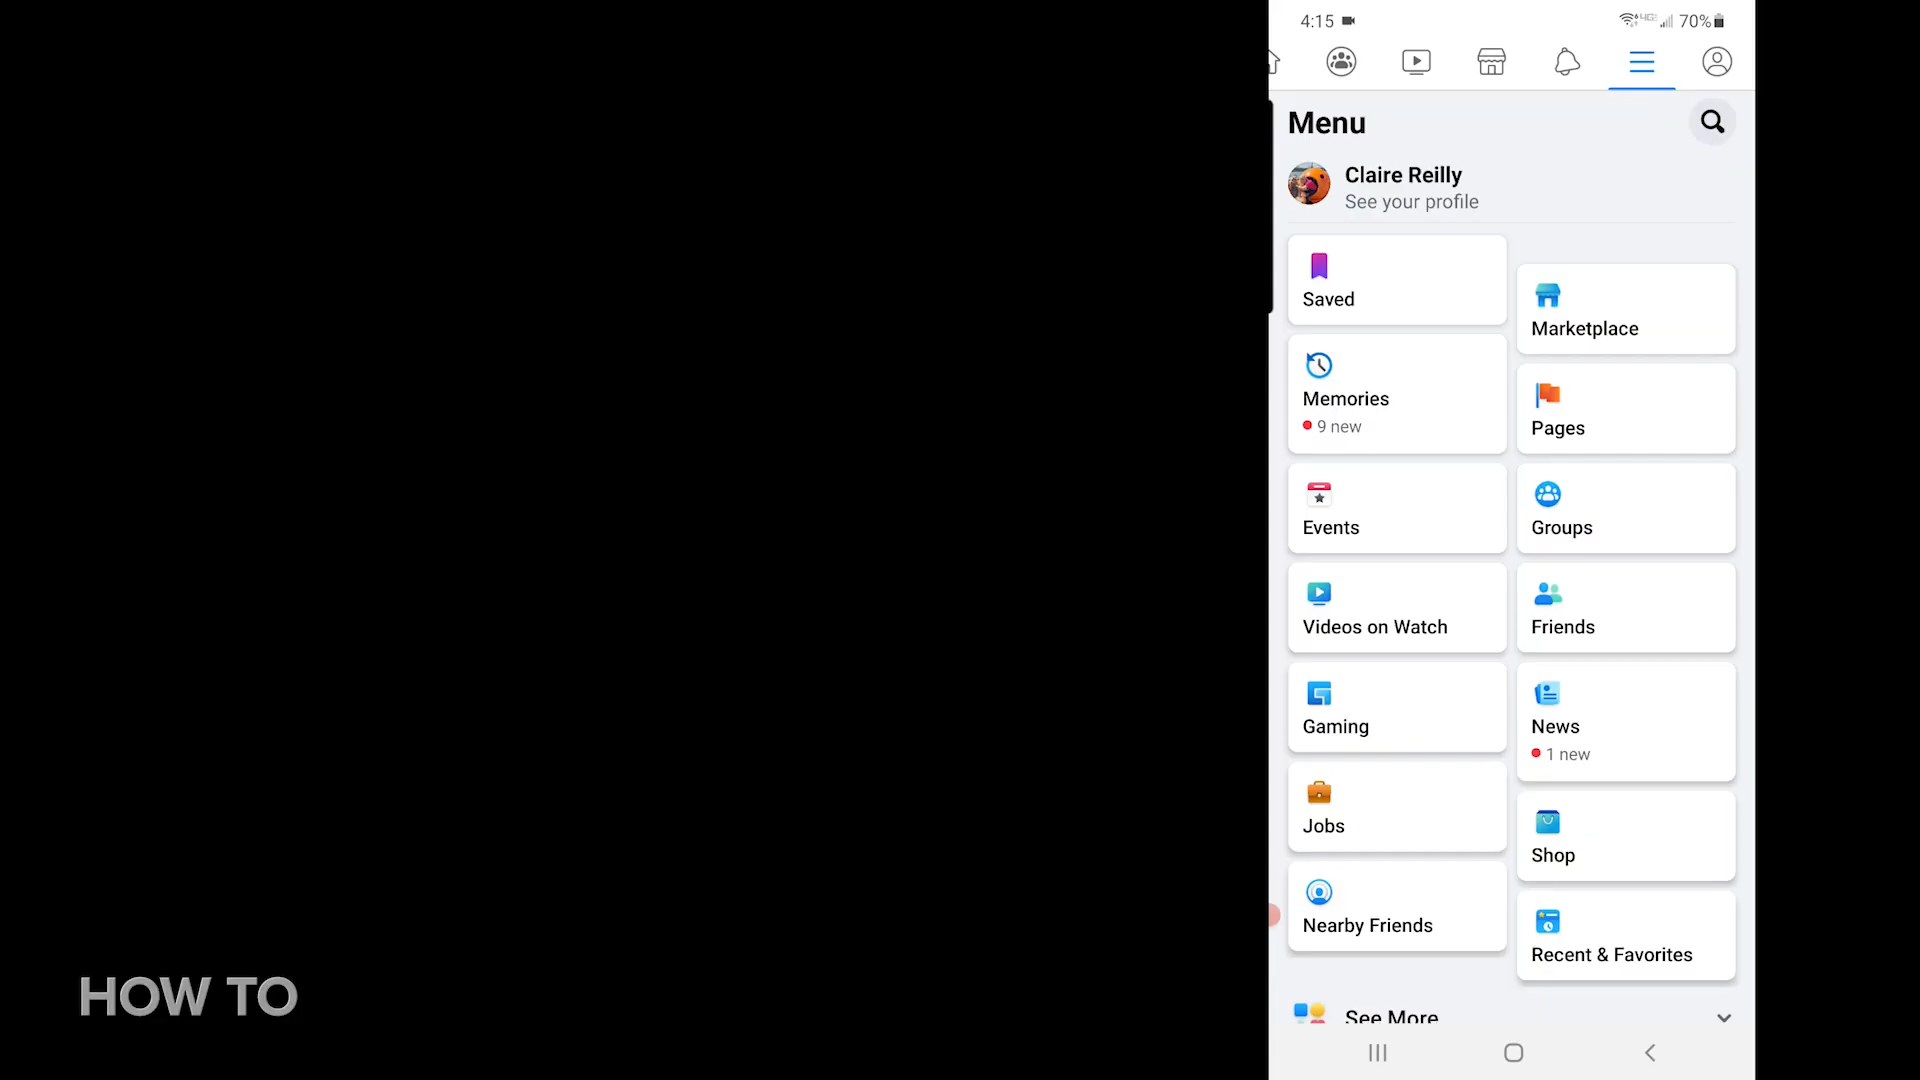 4:15
70%
Menu
Claire Reilly
See your profile
Saved
Marketplace
Memories
9 new
Pages
Events
Groups
Videos on Watch
Friends
Gaming
News
1 new
Jobs
Shop
Nearby Friends
Recent & Favorites
See More
HOW TO